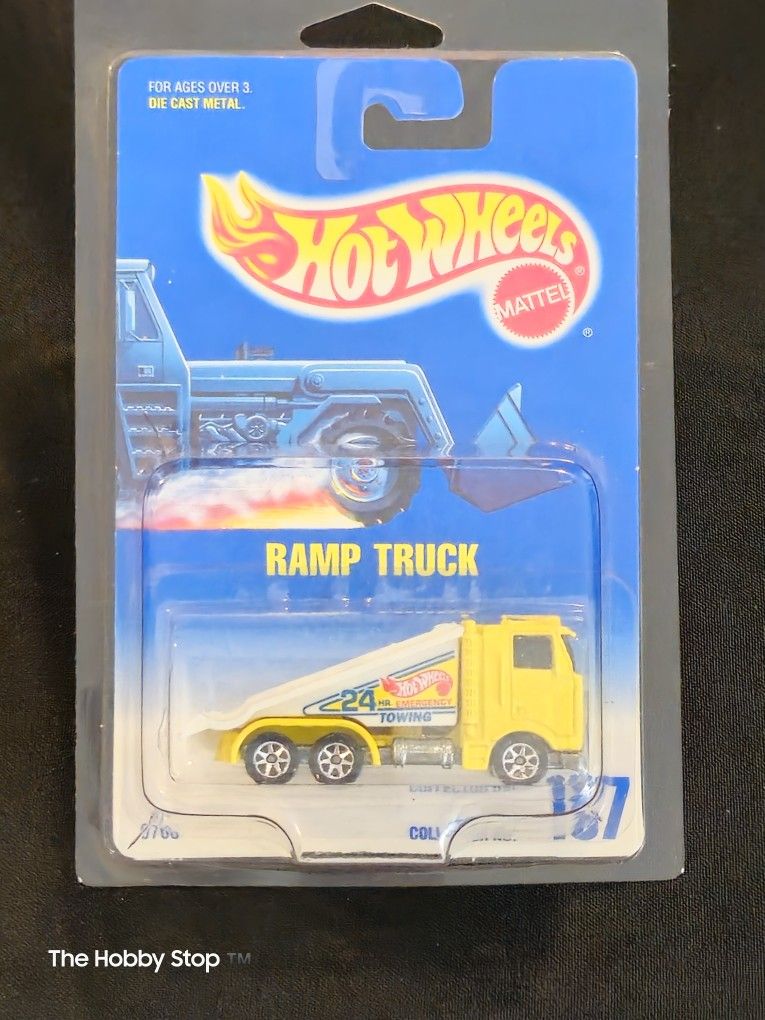 FOR AGES OVER 3.
DIE CAST METAL.
HOT WHEELS
®
MATTEL
®
RAMP TRUCK
HOT WHEELS
24 HR. EMERGENCY
TOWING
The Hobby Stop ™